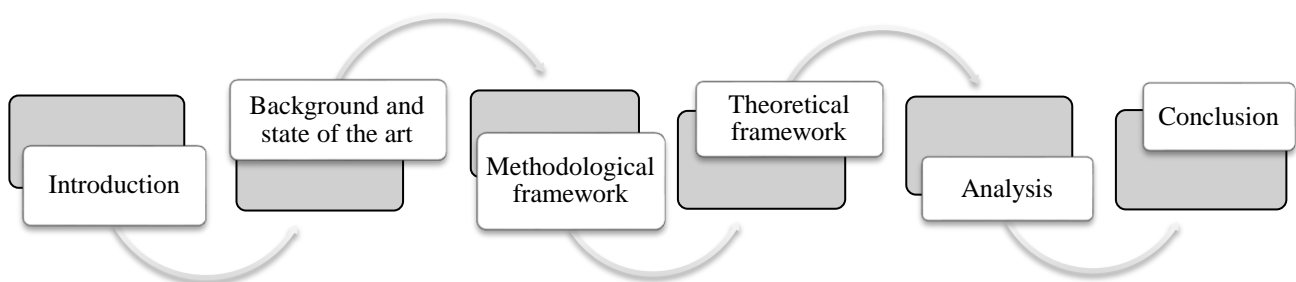 Introduction
Background and
state of the art
Methodological
framework
Theoretical
framework
Analysis
Conclusion